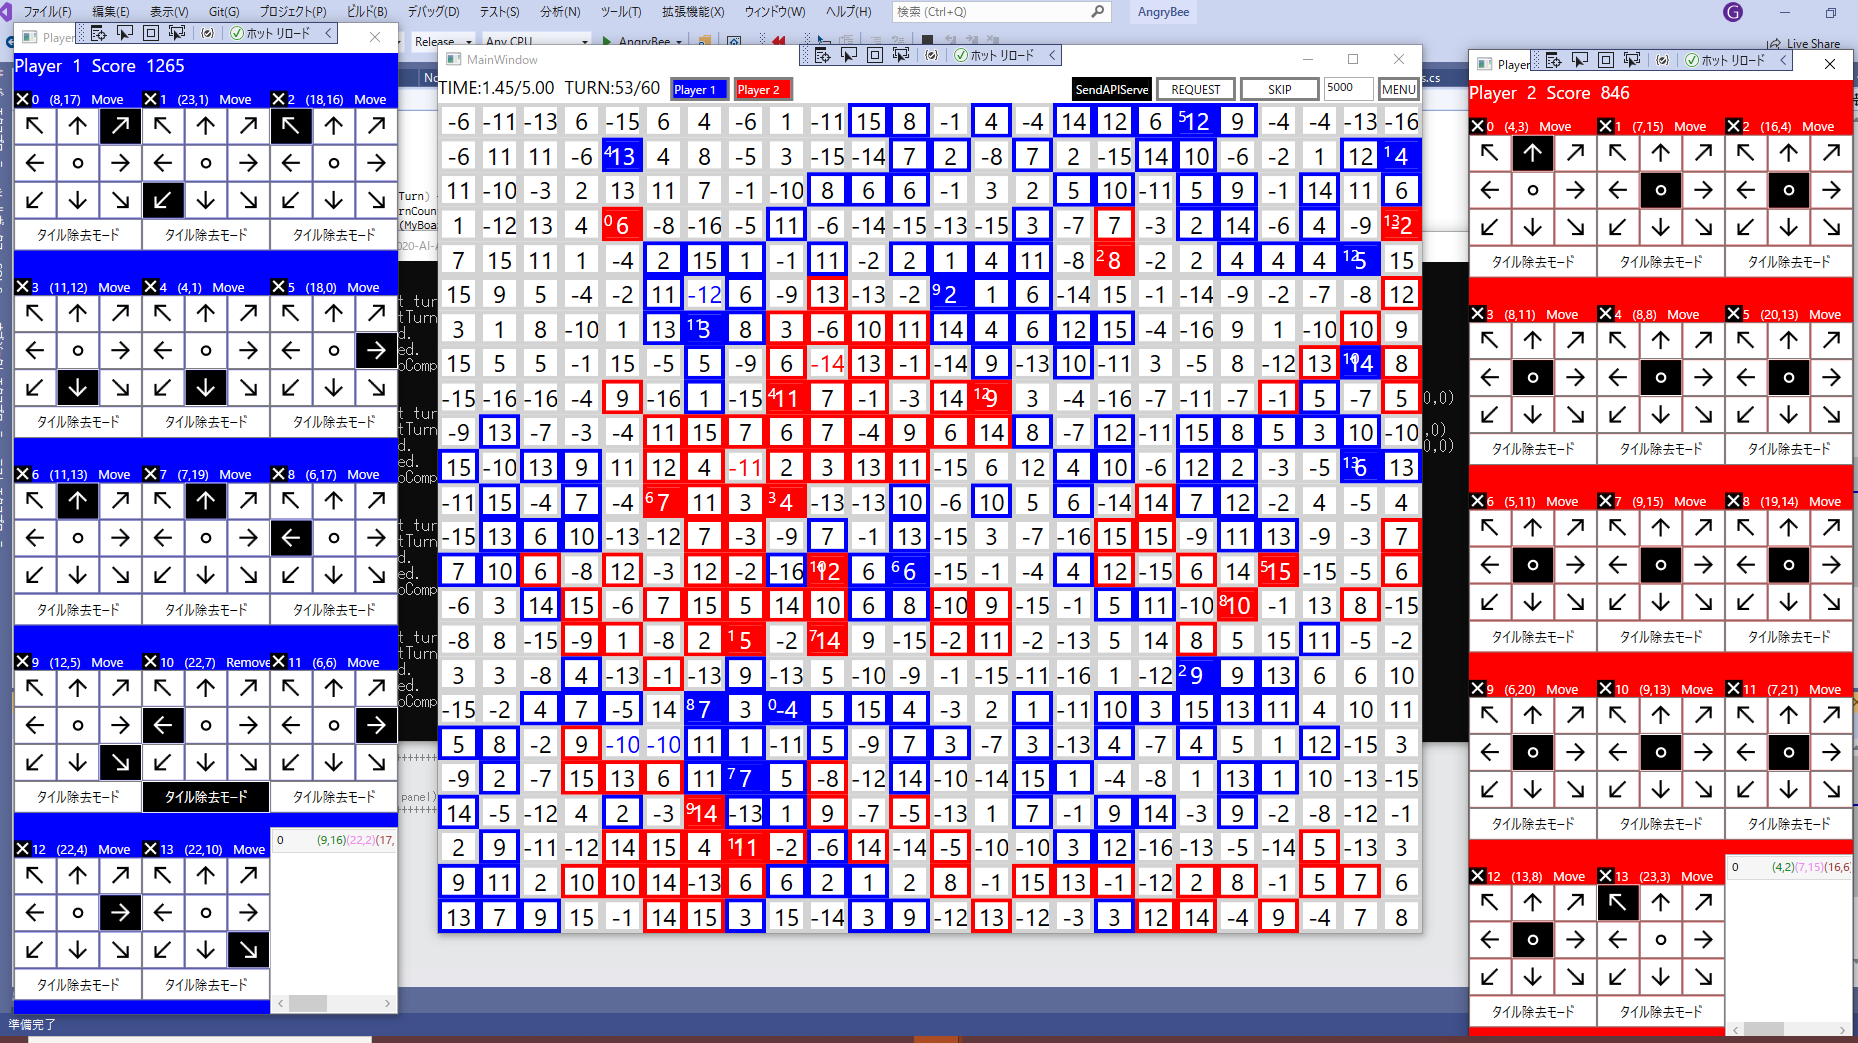 ファイル(F) 編集(E) 表示(V) Git(G) プロジェクト(P) ビルド(B) デバッグ(D) テスト(S) 分析(N) ツール(T) 拡張機能(X) ウィンドウ(W) ヘルプ(H) 検索 (Ctrl+Q) AngryBee G
Release Any CPU AngryBee Live Share
Player ホット リロード
Player 1 Score 1265
0 (8,17) Move 1 (23,1) Move 2 (18,16) Move
タイル除去モード タイル除去モード タイル除去モード
3 (11,12) Move 4 (4,1) Move 5 (18,0) Move
タイル除去モード タイル除去モード タイル除去モード
6 (11,13) Move 7 (7,19) Move 8 (6,17) Move
タイル除去モード タイル除去モード タイル除去モード
9 (12,5) Move 10 (22,7) Remove 11 (6,6) Move
タイル除去モード タイル除去モード タイル除去モード
12 (22,4) Move 13 (22,10) Move
0 (9,16)(22,2)(17,
タイル除去モード タイル除去モード
準備完了
MainWindow ホット リロード
TIME:1.45/5.00 TURN:53/60 Player 1 Player 2 SendAPIServe REQUEST SKIP 5000 MENU
-6 -11 -13 6 -15 6 4 -6 1 -11 15 8 -1 4 -4 14 12 6 5 12 9 -4 -4 -13 -16
-6 11 11 -6 4 13 4 8 -5 3 -15 -14 7 2 -8 7 2 -15 14 10 -6 -2 1 12 1 4
11 -10 -3 2 13 11 7 -1 -10 8 6 6 -1 3 2 5 10 -11 5 9 -1 14 11 6
1 -12 13 4 0 6 -8 -16 -5 11 -6 -14 -15 -13 -15 3 -7 7 -3 2 14 -6 4 -9 13 -2
7 15 11 1 -4 2 15 1 -1 11 -2 2 1 4 11 -8 2 8 -2 2 4 4 4 12 5 15
15 9 5 -4 -2 11 -12 6 -9 13 -13 -2 9 2 1 6 -14 15 -1 -14 -9 -2 -7 -8 12
3 1 8 -10 1 13 11 3 8 3 -6 10 11 14 4 6 12 15 -4 -16 9 1 -10 10 9
15 5 5 -1 15 -5 5 -9 6 -14 13 -1 -14 9 -13 10 -11 3 -5 8 -12 13 10 14 8
-15 -16 -16 -4 9 -16 1 -15 4 11 7 -1 -3 14 12 9 3 -4 -16 -7 -11 -7 -1 5 -7 5
-9 13 -7 -3 -4 11 15 7 6 7 -4 9 6 14 8 -7 12 -11 15 8 5 3 10 -10
15 -10 13 9 11 12 4 -11 2 3 13 11 -15 6 12 4 10 -6 12 2 -3 -5 13 6 13
-11 15 -4 7 -4 6 7 11 3 3 4 -13 -13 10 -6 10 5 6 -14 14 7 12 -2 4 -5 4
-15 13 6 10 -13 -12 7 -3 -9 7 -1 13 -15 3 -7 -16 15 15 -9 11 13 -9 -3 7
7 10 6 -8 12 -3 12 -2 -16 10 12 6 6 6 -15 -1 -4 4 12 -15 6 14 5 15 -15 -5 6
-6 3 14 15 -6 7 15 5 14 10 6 8 -10 9 -15 -1 5 11 -10 8 10 -1 13 8 -15
-8 8 -15 -9 1 -8 2 1 5 -2 7 14 9 -15 -2 11 -2 -13 5 14 8 5 15 11 -5 -2
3 3 -8 4 -13 -1 -13 9 -13 5 -10 -9 -1 -15 -11 -16 1 -12 2 9 9 13 6 6 10
-15 -2 4 7 -5 14 8 7 3 0 -4 5 15 4 -3 2 1 -11 10 3 15 13 11 4 10 11
5 8 -2 9 -10 -10 11 1 -11 5 -9 7 3 -7 3 -13 4 -7 4 5 1 12 -15 3
-9 2 -7 15 13 6 11 7 7 5 -8 -12 14 -10 -14 15 1 -4 -8 1 13 1 10 -13 -15
14 -5 -12 4 2 -3 9 14 -13 1 9 -7 -5 -13 1 7 -1 9 14 -3 9 -2 -8 -12 -1
2 9 -11 -12 14 15 4 11 11 -2 -6 14 -14 -5 -10 -10 3 12 -16 -13 -5 -14 5 -13 3
9 11 2 10 10 14 -13 6 6 2 1 2 8 -1 15 13 -1 -12 2 8 -1 5 7 6
13 7 9 15 -1 14 15 3 15 -14 3 9 -12 13 -12 -3 3 12 14 -4 9 -4 7 8
Player ホット リロード
Player 2 Score 846
0 (4,3) Move 1 (7,15) Move 2 (16,4) Move
タイル除去モード タイル除去モード タイル除去モード
3 (8,11) Move 4 (8,8) Move 5 (20,13) Move
タイル除去モード タイル除去モード タイル除去モード
6 (5,11) Move 7 (9,15) Move 8 (19,14) Move
タイル除去モード タイル除去モード タイル除去モード
9 (6,20) Move 10 (9,13) Move 11 (7,21) Move
タイル除去モード タイル除去モード タイル除去モード
12 (13,8) Move 13 (23,3) Move
0 (4,2)(7,15)(16,6)
タイル除去モード タイル除去モード